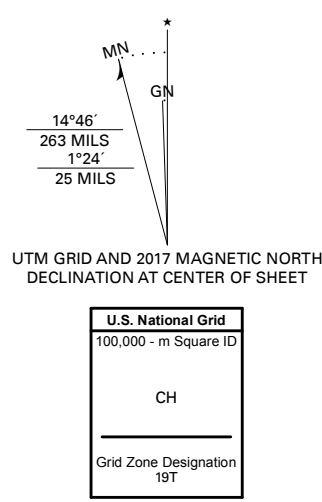 ★
MN
GN
14°46´
263 MILS
1°24´
25 MILS
UTM GRID AND 2017 MAGNETIC NORTH
DECLINATION AT CENTER OF SHEET
U.S. National Grid
100,000 - m Square ID
CH
Grid Zone Designation
19T